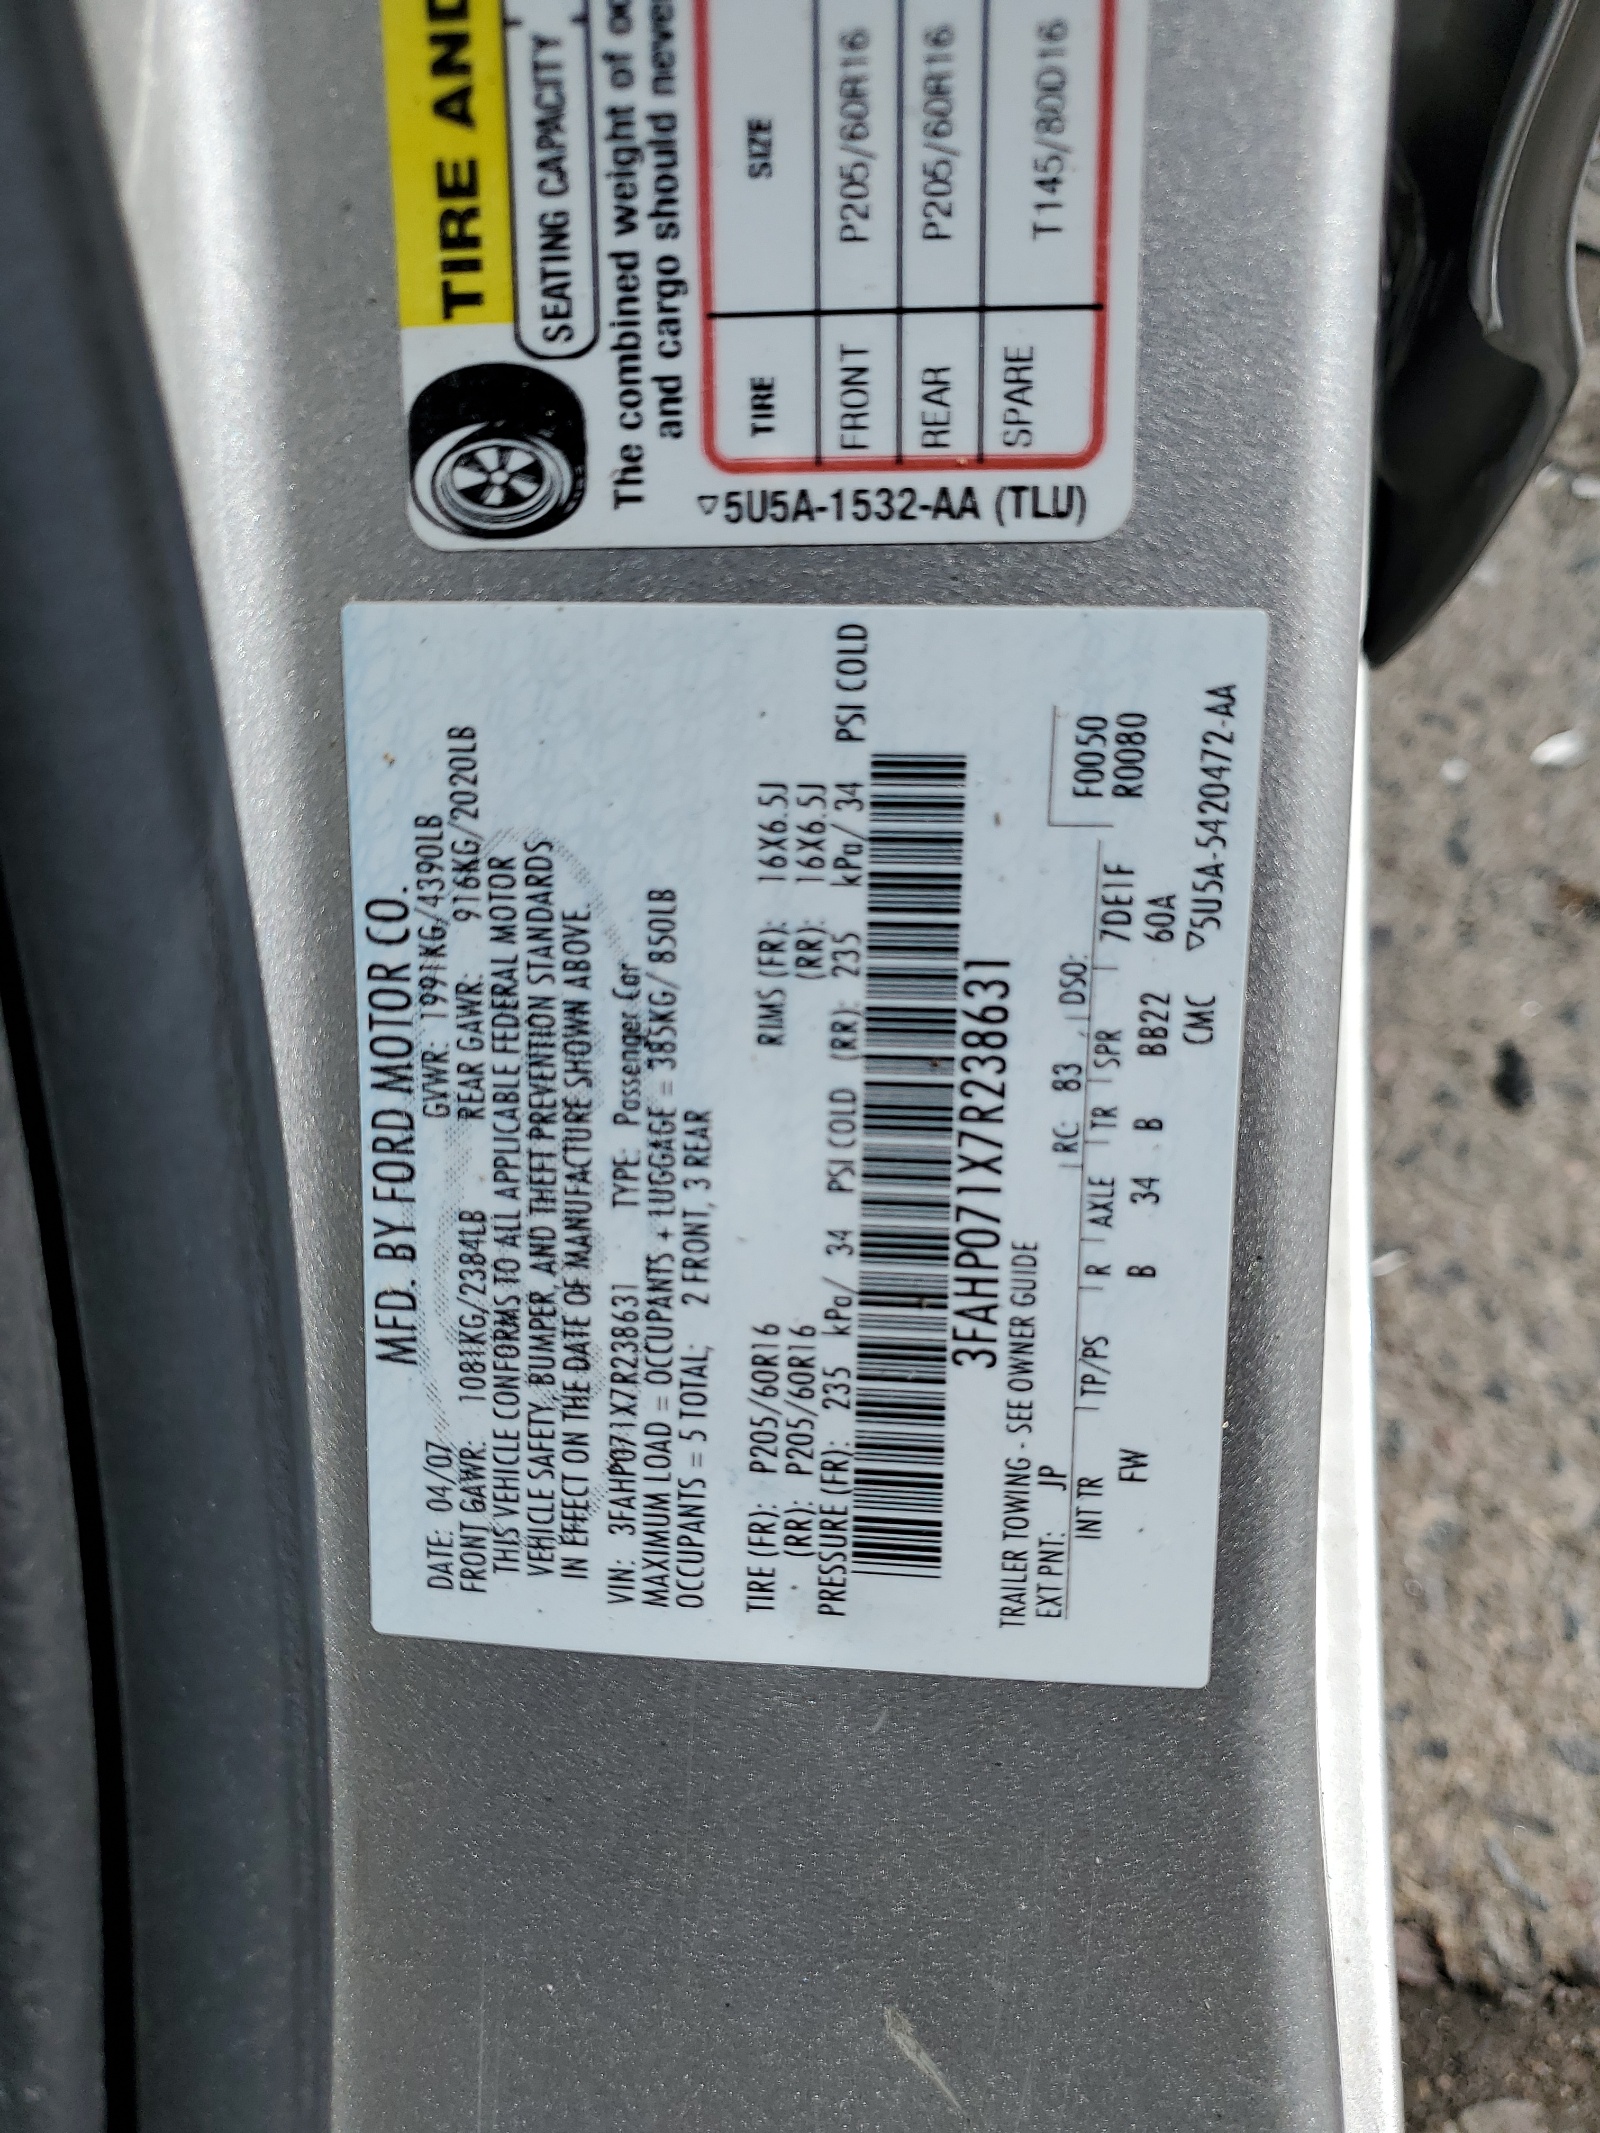 MFD. BY FORD MOTOR CO.
DATE: 04/07 GVWR: 1991KG/4390LB
FRONT GAWR: 1081KG/2384LB REAR GAWR: 916KG/2020LB
THIS VEHICLE CONFORMS TO ALL APPLICABLE FEDERAL MOTOR
VEHICLE SAFETY, BUMPER, AND THEFT PREVENTION STANDARDS
IN EFFECT ON THE DATE OF MANUFACTURE SHOWN ABOVE.
VIN: 3FAHP071X7R238631 TYPE: Passenger Car
MAXIMUM LOAD = OCCUPANTS + LUGGAGE = 385KG/ 850LB
OCCUPANTS = 5 TOTAL; 2 FRONT, 3 REAR
TIRE (FR): P205/60R16 RIMS (FR): 16X6.5J
(RR): P205/60R16 (RR): 16X6.5J
PRESSURE (FR): 235 kPa/ 34 PSI COLD (RR): 235 kPa/ 34 PSI COLD
3FAHP071X7R238631
TRAILER TOWING - SEE OWNER GUIDE
EXT PNT: JP RC: 83 DSO: F0050
INT TR TP/PS R AXLE TR SPR 7DE1F R0080
FW B 34 B BB22 60A
CMC ▽5U5A-5420472-AA
TIRE AND
SEATING CAPACITY
The combined weight of
and cargo should never
TIRE SIZE
FRONT P205/60R16
REAR P205/60R16
SPARE T145/80D16
▽5U5A-1532-AA (TLU)